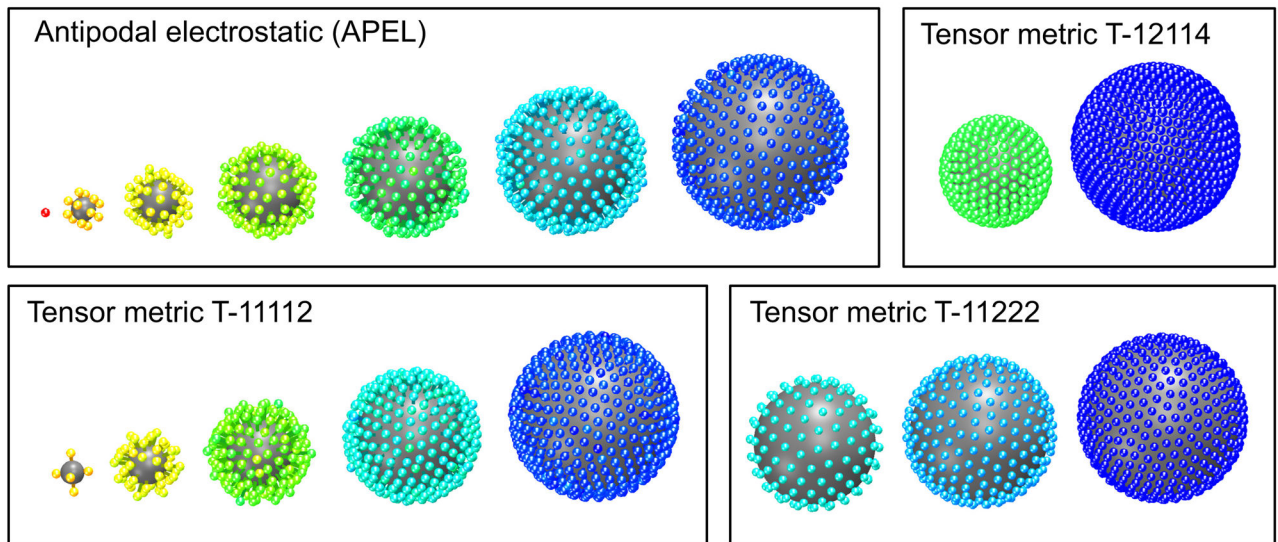 Antipodal electrostatic (APEL)
Tensor metric T-12114
Tensor metric T-11112
Tensor metric T-11222